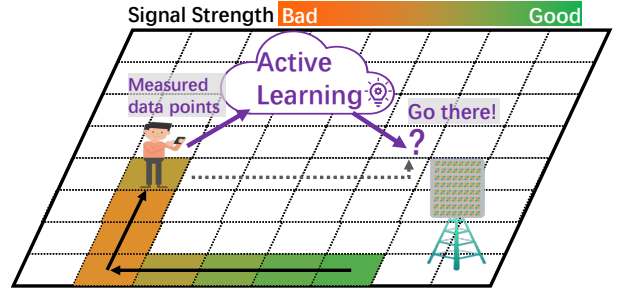 Signal Strength Bad Good
Active
Learning
Measured
data points
Go there!
?